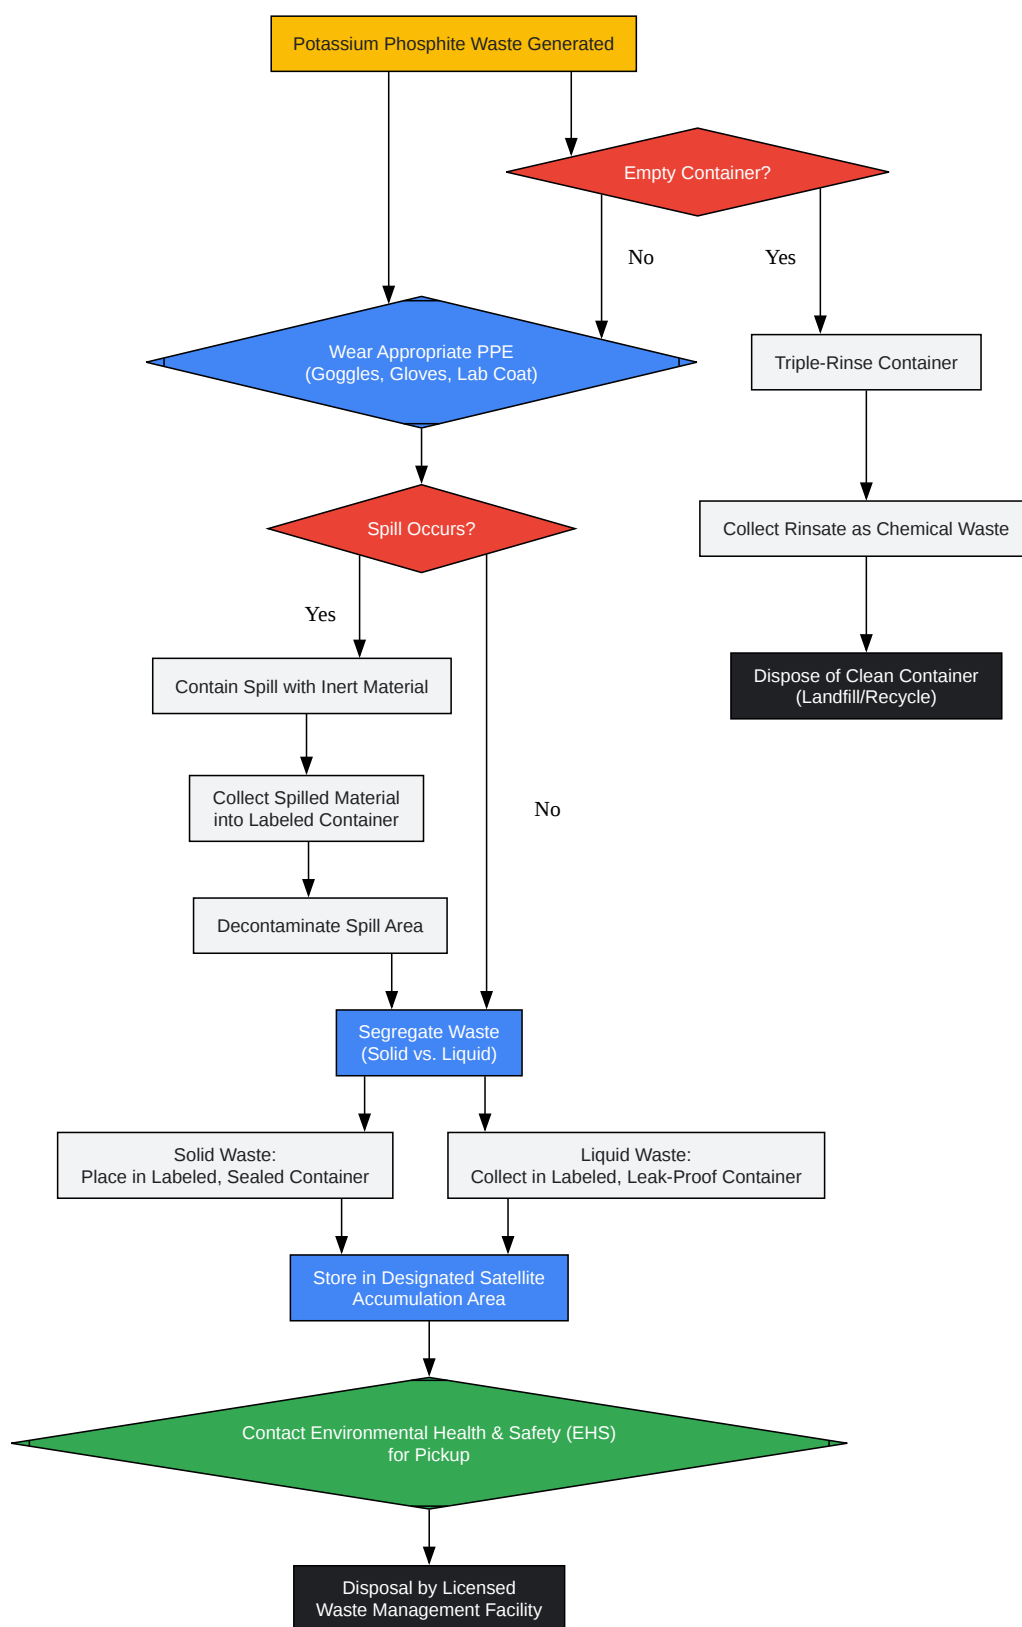 Potassium Phosphite Waste Generated
Empty Container?
No
Yes
Wear Appropriate PPE
(Goggles, Gloves, Lab Coat)
Triple-Rinse Container
Spill Occurs?
Collect Rinsate as Chemical Waste
Yes
Contain Spill with Inert Material
Dispose of Clean Container
(Landfill/Recycle)
Collect Spilled Material
into Labeled Container
No
Decontaminate Spill Area
Segregate Waste
(Solid vs. Liquid)
Solid Waste:
Place in Labeled, Sealed Container
Liquid Waste:
Collect in Labeled, Leak-Proof Container
Store in Designated Satellite
Accumulation Area
Contact Environmental Health & Safety (EHS)
for Pickup
Disposal by Licensed
Waste Management Facility